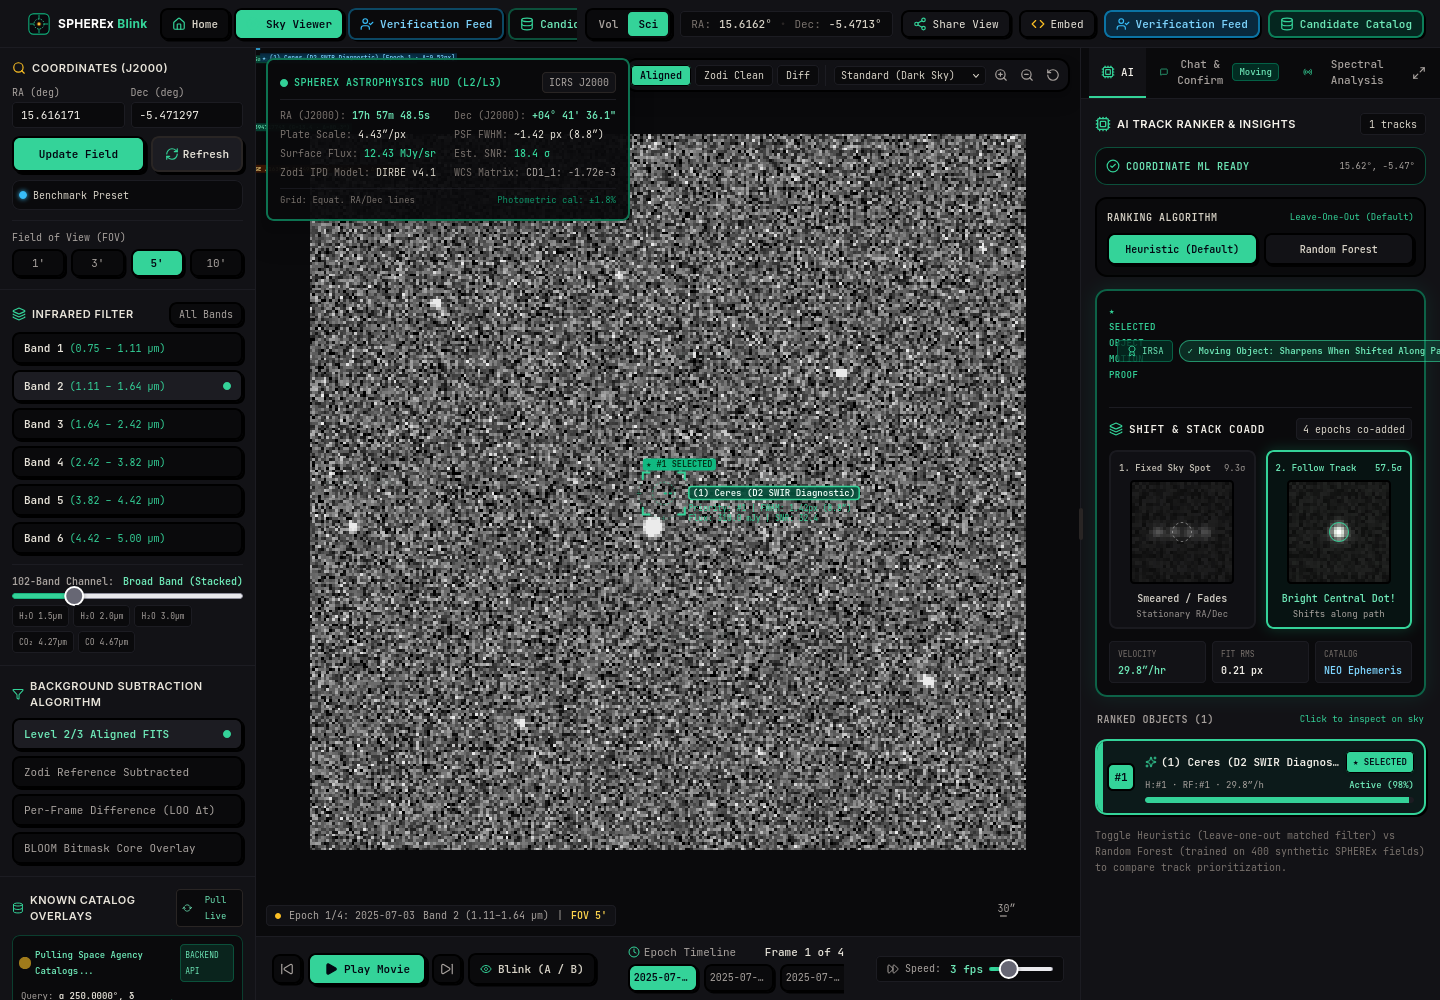 SPHEREx Blink
Home
Sky Viewer
Verification Feed
Candic
Vol
Sci
RA: 15.6162° · Dec: -5.4713°
Share View
Embed
Verification Feed
Candidate Catalog
COORDINATES (J2000)
RA (deg)
Dec (deg)
15.616171
-5.471297
Update Field
Refresh
Benchmark Preset
Field of View (FOV)
1'
3'
5'
10'
INFRARED FILTER
All Bands
Band 1 (0.75 – 1.11 µm)
Band 2 (1.11 – 1.64 µm)
Band 3 (1.64 – 2.42 µm)
Band 4 (2.42 – 3.82 µm)
Band 5 (3.82 – 4.42 µm)
Band 6 (4.42 – 5.00 µm)
102-Band Channel: Broad Band (Stacked)
H₂O 1.5µm
H₂O 2.0µm
H₂O 3.0µm
CO₂ 4.27µm
CO 4.67µm
BACKGROUND SUBTRACTION
ALGORITHM
Level 2/3 Aligned FITS
Zodi Reference Subtracted
Per-Frame Difference (LOO Δt)
BLOOM Bitmask Core Overlay
KNOWN CATALOG
OVERLAYS
Pull
Live
Pulling Space Agency
Catalogs...
BACKEND
API
Query: α 250.0000°, δ
SPHEREX ASTROPHYSICS HUD (L2/L3)
ICRS J2000
RA (J2000): 17h 57m 48.5s
Dec (J2000): +04° 41' 36.1"
Plate Scale: 4.43″/px
PSF FWHM: ~1.42 px (8.8″)
Surface Flux: 12.43 MJy/sr
Est. SNR: 18.4 σ
Zodi IPD Model: DIRBE v4.1
WCS Matrix: CD1_1: -1.72e-3
Grid: Equat. RA/Dec lines
Photometric cal: ±1.8%
Aligned
Zodi Clean
Diff
Standard (Dark Sky)
★ #1 SELECTED
(1) Ceres (D2 SWIR Diagnostic)
Epoch 1/4: 2025-07-03 Band 2 (1.11–1.64 µm) | FOV 5'
30″
Play Movie
Blink (A / B)
Epoch Timeline
Frame 1 of 4
2025-07-…
2025-07-…
2025-07-…
Speed: 3 fps
AI
Chat &
Confirm
Moving
Spectral
Analysis
AI TRACK RANKER & INSIGHTS
1 tracks
COORDINATE ML READY
15.62°, -5.47°
RANKING ALGORITHM
Leave-One-Out (Default)
Heuristic (Default)
Random Forest
★
SELECTED
PROOF
IRSA
✓ Moving Object: Sharpens When Shifted Along Pa
SHIFT & STACK COADD
4 epochs co-added
1. Fixed Sky Spot 9.3σ
2. Follow Track 57.5σ
Smeared / Fades
Stationary RA/Dec
Bright Central Dot!
Shifts along path
VELOCITY
29.8″/hr
FIT RMS
0.21 px
CATALOG
NEO Ephemeris
RANKED OBJECTS (1)
Click to inspect on sky
#1
(1) Ceres (D2 SWIR Diagnos…
★ SELECTED
H:#1 · RF:#1 · 29.8″/h
Active (98%)
Toggle Heuristic (leave-one-out matched filter) vs
Random Forest (trained on 400 synthetic SPHEREx fields)
to compare track prioritization.